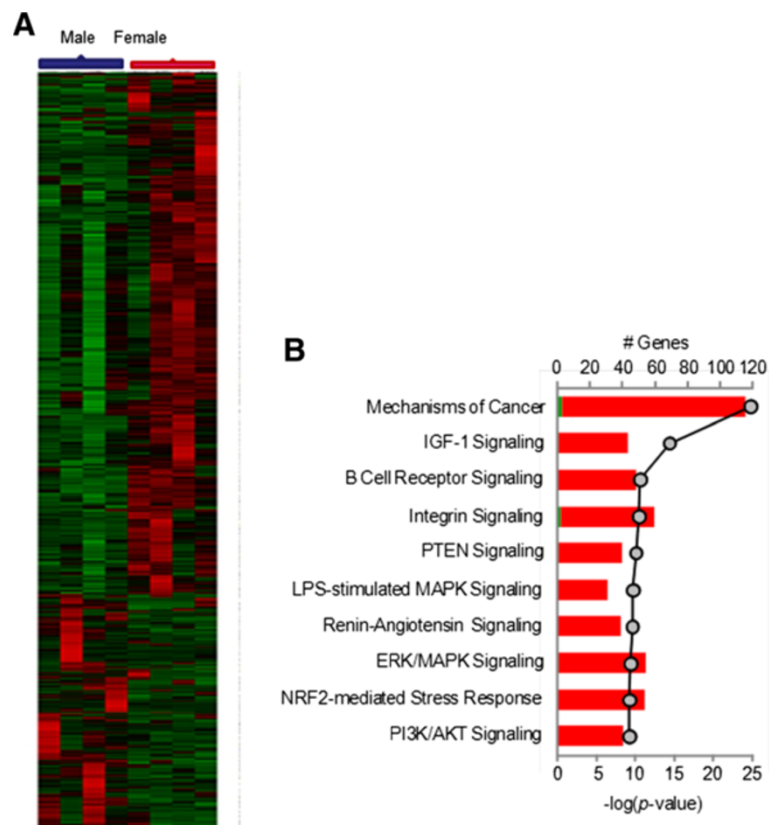 A
Male Female
B
# Genes
0 20 40 60 80 100 120
Mechanisms of Cancer
IGF-1 Signaling
B Cell Receptor Signaling
Integrin Signaling
PTEN Signaling
LPS-stimulated MAPK Signaling
Renin-Angiotensin Signaling
ERK/MAPK Signaling
NRF2-mediated Stress Response
PI3K/AKT Signaling
0 5 10 15 20 25
-log(p-value)